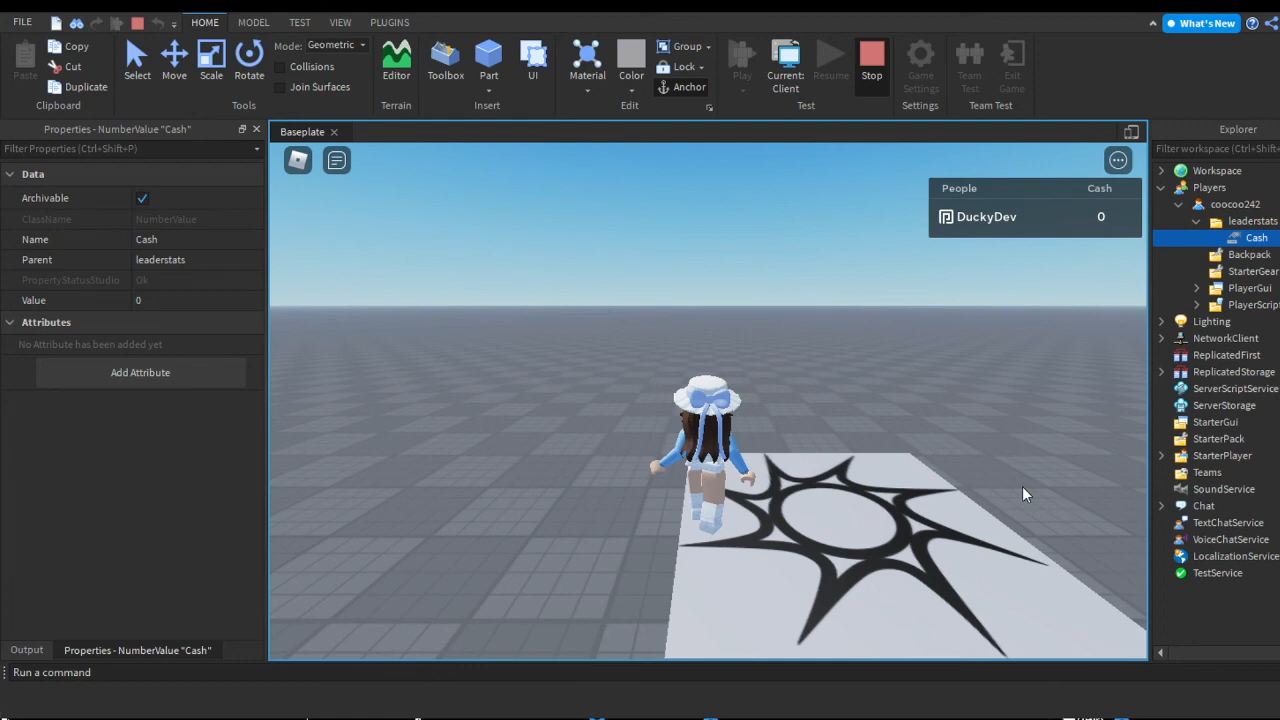 FILE HOME MODEL TEST VIEW PLUGINS What's New
Paste Copy Cut Duplicate Clipboard
Select Move Scale Rotate Mode: Geometric Collisions Join Surfaces Tools
Editor Terrain
Toolbox Part UI Insert
Material Color Group Lock Anchor Edit
Play Current: Client Resume Stop Test
Game Settings Settings
Team Test Exit Game Team Test
Properties - NumberValue "Cash"
Filter Properties (Ctrl+Shift+P)
Data
Archivable
ClassName NumberValue
Name Cash
Parent leaderstats
PropertyStatusStudio Ok
Value 0
Attributes
No Attribute has been added yet
Add Attribute
Output Properties - NumberValue "Cash"
Run a command
Baseplate
People Cash
DuckyDev 0
Explorer
Filter workspace (Ctrl+Shift+
Workspace
Players
coocoo242
leaderstats
Cash
Backpack
StarterGear
PlayerGui
PlayerScript
Lighting
NetworkClient
ReplicatedFirst
ReplicatedStorage
ServerScriptService
ServerStorage
StarterGui
StarterPack
StarterPlayer
Teams
SoundService
Chat
TextChatService
VoiceChatService
LocalizationService
TestService